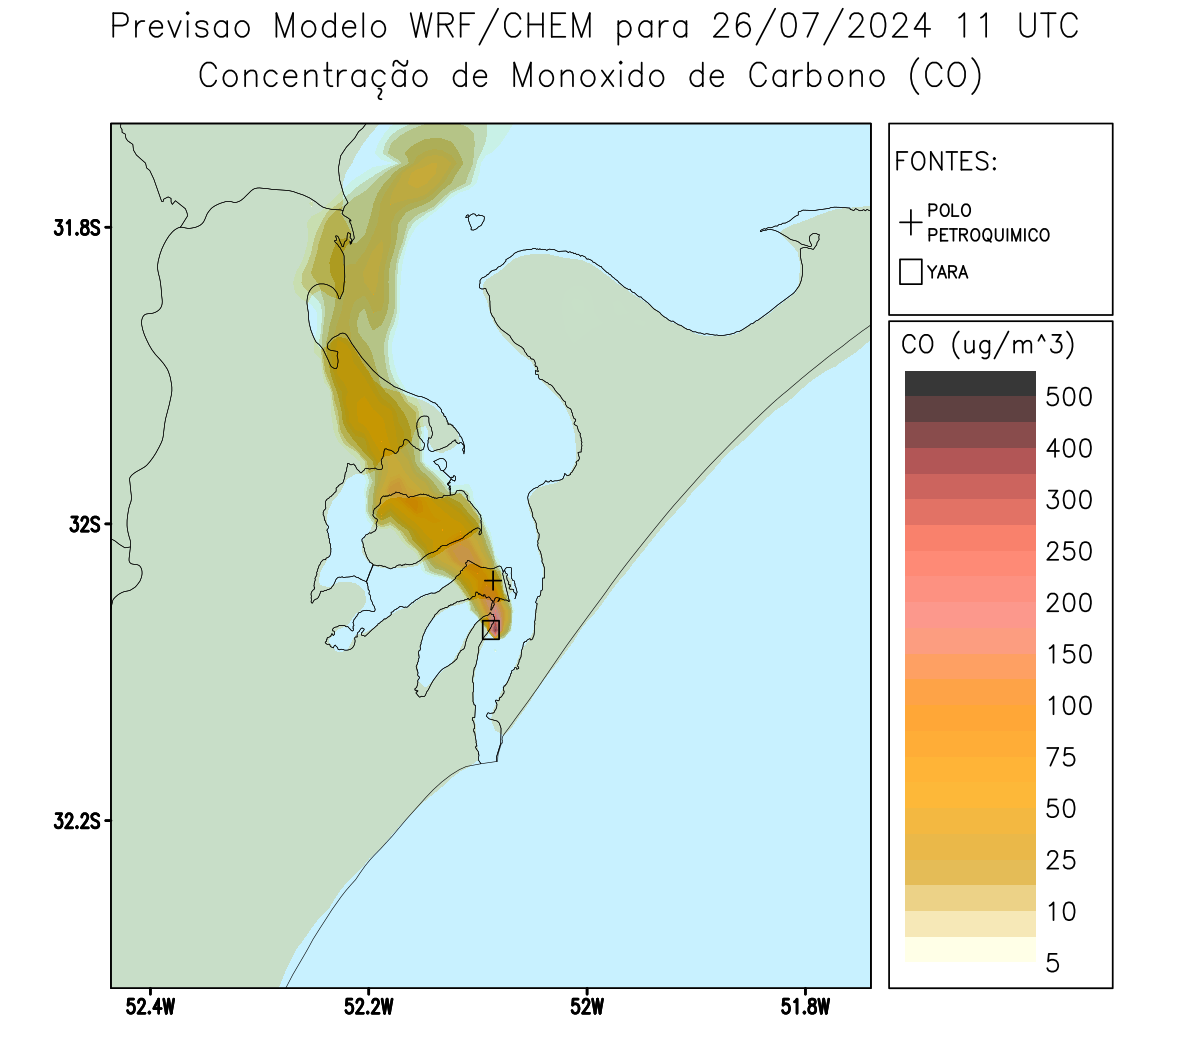 Previsao Modelo WRF/CHEM para 26/07/2024 11 UTC
Concentração de Monoxido de Carbono (CO)
FONTES:
POLO
PETROQUIMICO
YARA
CO (ug/m^3)
500
400
300
250
200
150
100
75
50
25
10
5
31.8S
32S
32.2S
52.4W
52.2W
52W
51.8W